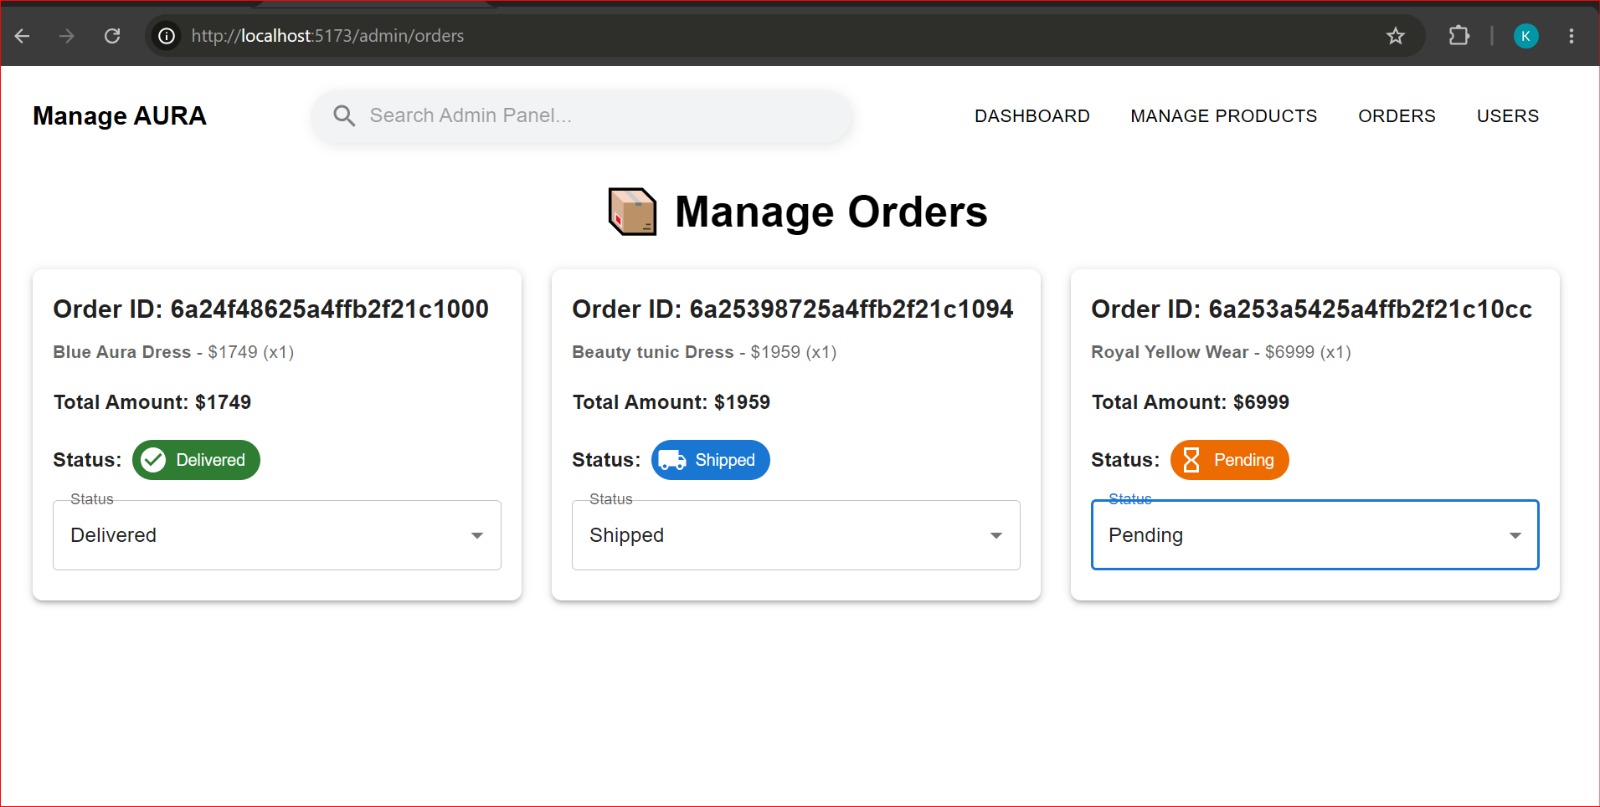 http://localhost:5173/admin/orders
K
Manage AURA
Search Admin Panel...
DASHBOARD
MANAGE PRODUCTS
ORDERS
USERS
Manage Orders
Order ID: 6a24f48625a4ffb2f21c1000
Blue Aura Dress - $1749 (x1)
Total Amount: $1749
Status: Delivered
Status
Delivered
Order ID: 6a25398725a4ffb2f21c1094
Beauty tunic Dress - $1959 (x1)
Total Amount: $1959
Status: Shipped
Status
Shipped
Order ID: 6a253a5425a4ffb2f21c10cc
Royal Yellow Wear - $6999 (x1)
Total Amount: $6999
Status: Pending
Status
Pending